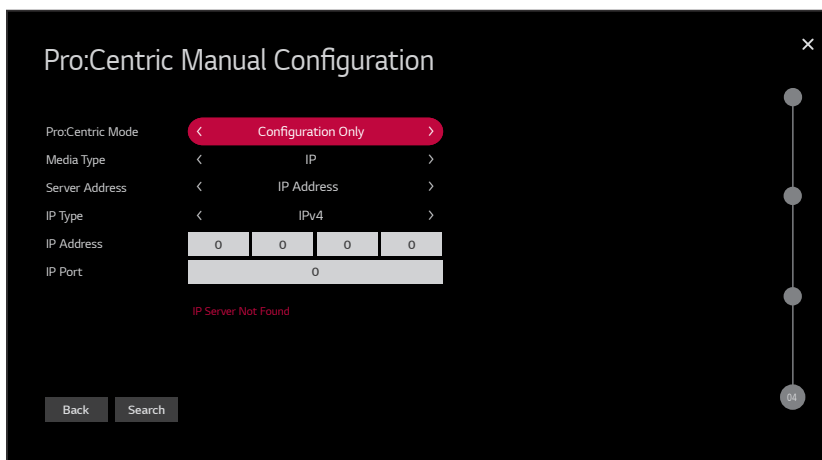 Pro:Centric Manual Configuration
Pro:Centric Mode < Configuration Only >
Media Type < IP >
Server Address < IP Address >
IP Type < IPv4 >
IP Address 0 0 0 0
IP Port 0
IP Server Not Found
Back Search
04